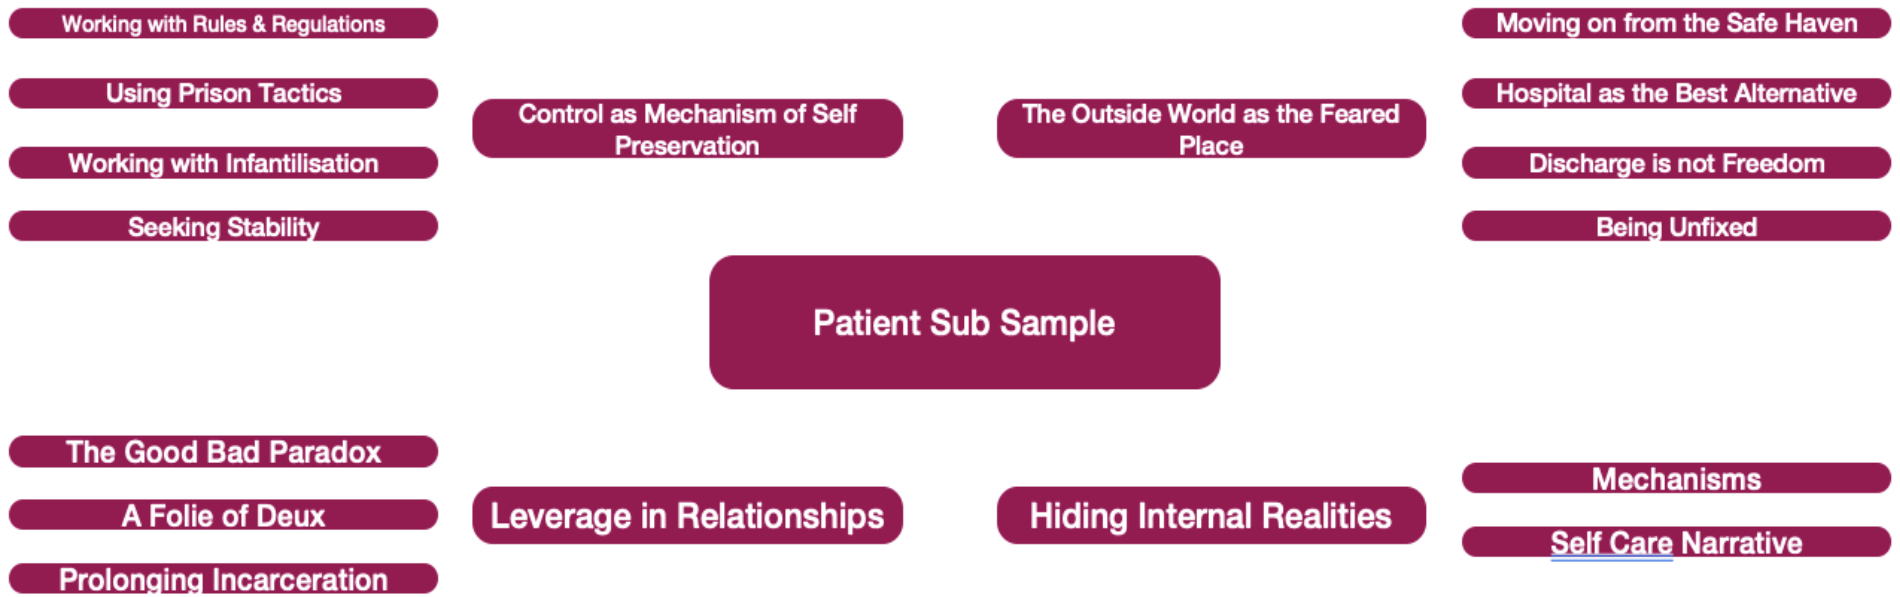 Working with Rules & Regulations
Using Prison Tactics
Working with Infantilisation
Seeking Stability
Control as Mechanism of Self
Preservation
The Outside World as the Feared
Place
Moving on from the Safe Haven
Hospital as the Best Alternative
Discharge is not Freedom
Being Unfixed
Patient Sub Sample
The Good Bad Paradox
A Folie of Deux
Prolonging Incarceration
Leverage in Relationships
Hiding Internal Realities
Mechanisms
Self Care Narrative